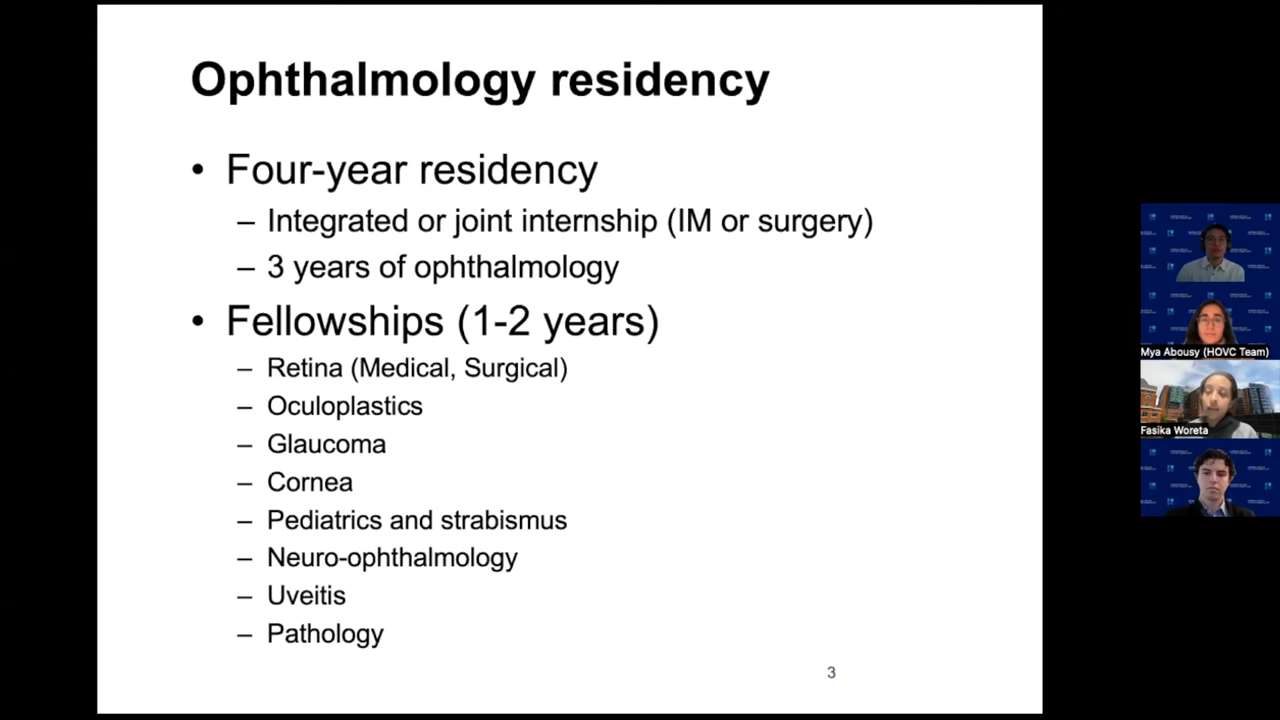 Ophthalmology residency
• Four-year residency
– Integrated or joint internship (IM or surgery)
– 3 years of ophthalmology
• Fellowships (1-2 years)
– Retina (Medical, Surgical)
– Oculoplastics
– Glaucoma
– Cornea
– Pediatrics and strabismus
– Neuro-ophthalmology
– Uveitis
– Pathology
3
Mya Abousy (HOVC Team)
Fasika Woreta